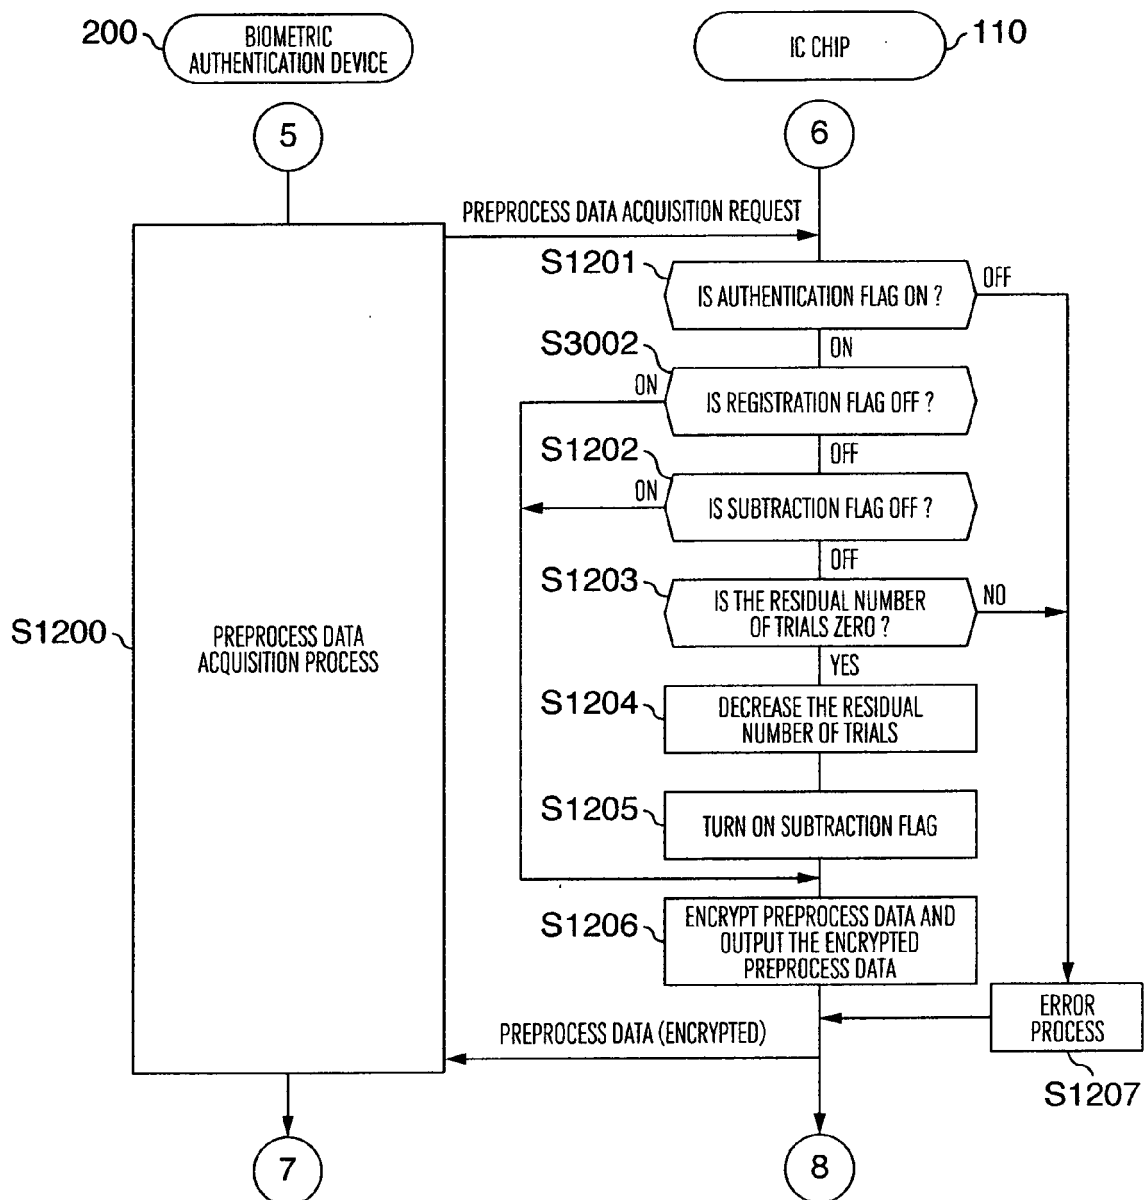 200
BIOMETRIC
AUTHENTICATION DEVICE
IC CHIP
110
5
6
PREPROCESS DATA ACQUISITION REQUEST
S1201
IS AUTHENTICATION FLAG ON ?
OFF
ON
S3002
ON
IS REGISTRATION FLAG OFF ?
OFF
S1202
ON
IS SUBTRACTION FLAG OFF ?
OFF
S1203
IS THE RESIDUAL NUMBER
OF TRIALS ZERO ?
NO
YES
S1200
PREPROCESS DATA
ACQUISITION PROCESS
S1204
DECREASE THE RESIDUAL
NUMBER OF TRIALS
S1205
TURN ON SUBTRACTION FLAG
S1206
ENCRYPT PREPROCESS DATA AND
OUTPUT THE ENCRYPTED
PREPROCESS DATA
ERROR
PROCESS
S1207
PREPROCESS DATA (ENCRYPTED)
7
8